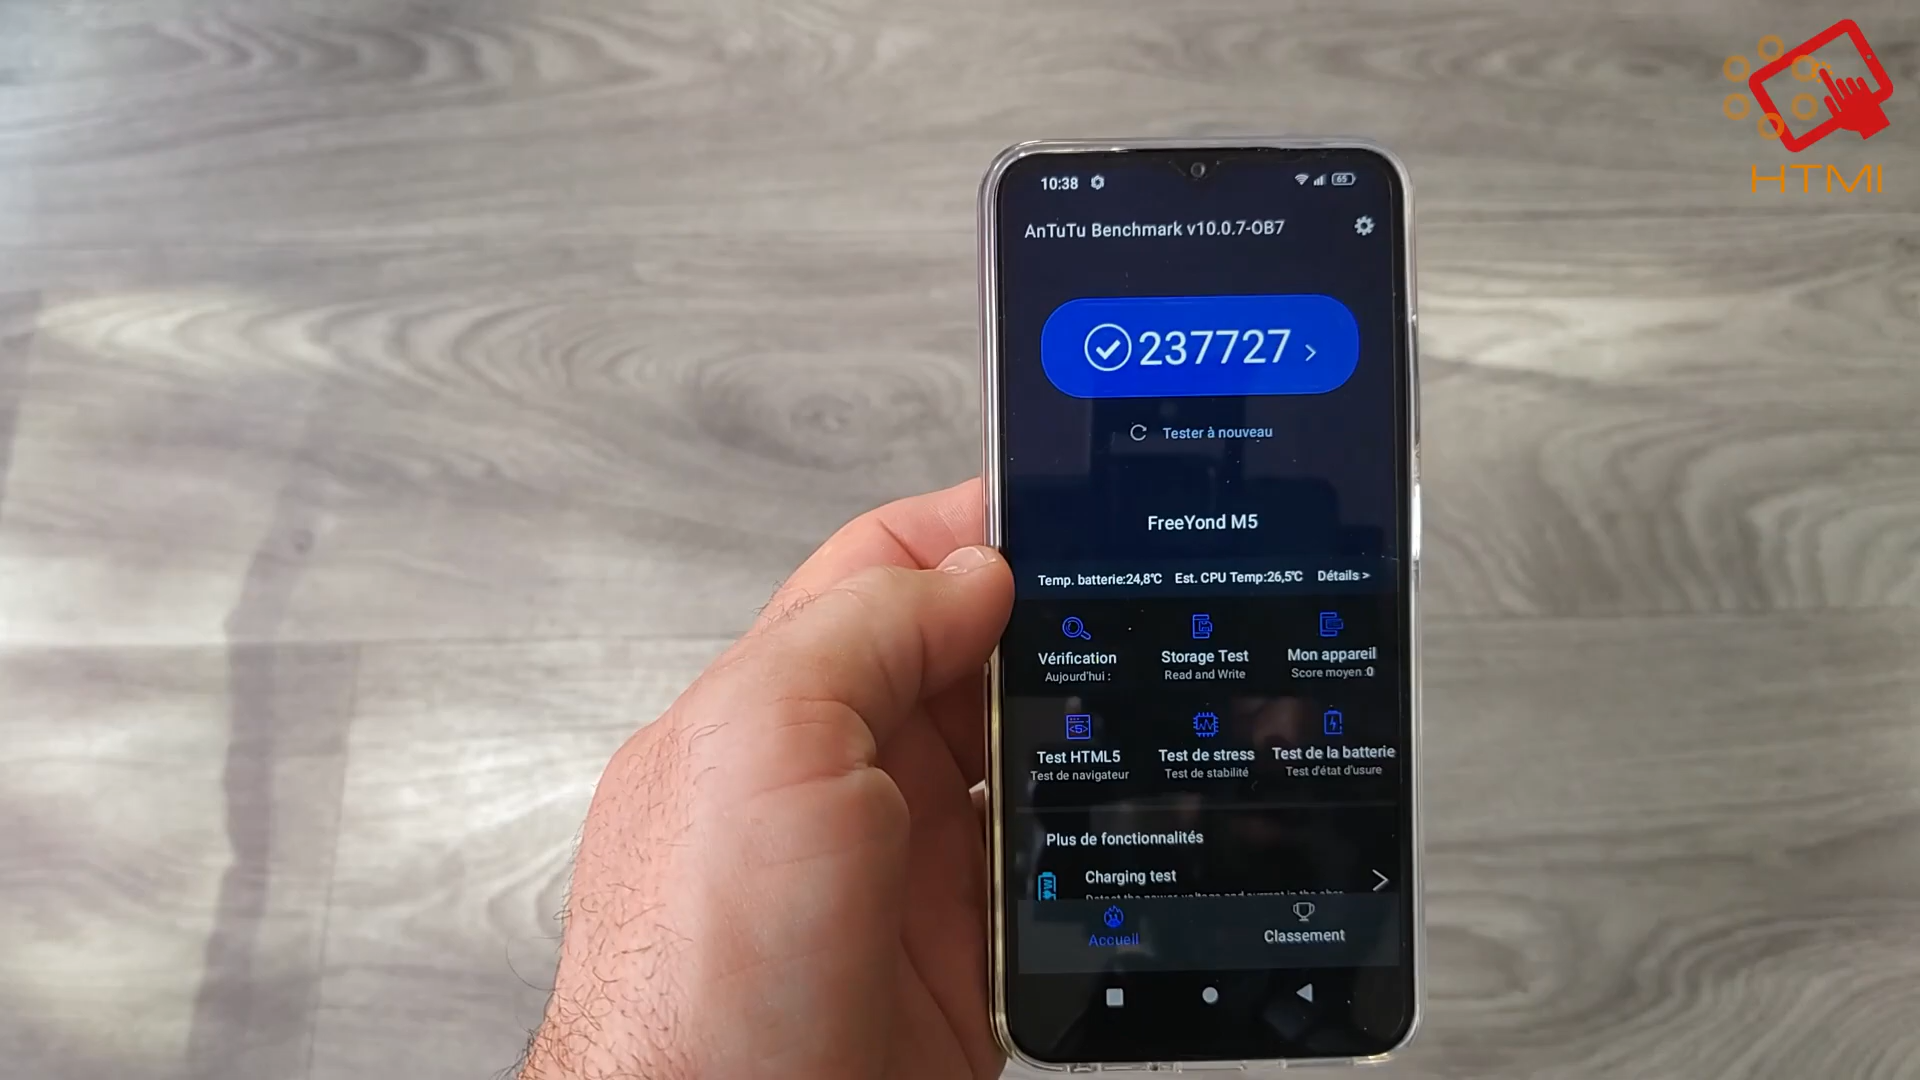 HTMI
10:38
65
AnTuTu Benchmark v10.0.7-OB7
237727 >
Tester à nouveau
FreeYond M5
Temp. batterie:24,8℃ Est. CPU Temp:26,5℃ Détails >
Vérification Storage Test Mon appareil
Aujourd'hui : Read and Write Score moyen :0
Test HTML5 Test de stress Test de la batterie
Test de navigateur Test de stabilité Test d'état d'usure
Plus de fonctionnalités
Charging test
Accueil Classement